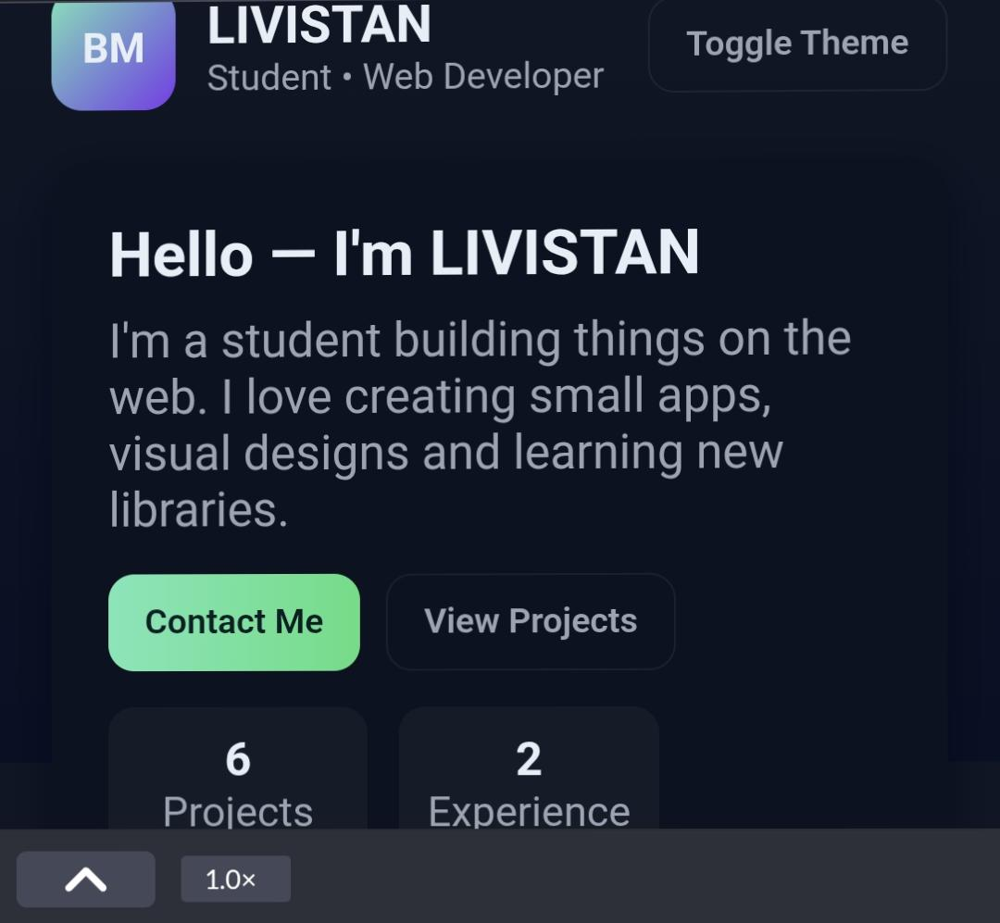 BM
LIVISTAN
Student • Web Developer
Toggle Theme
Hello — I'm LIVISTAN
I'm a student building things on the
web. I love creating small apps,
visual designs and learning new
libraries.
Contact Me
View Projects
6
Projects
2
Experience
1.0×